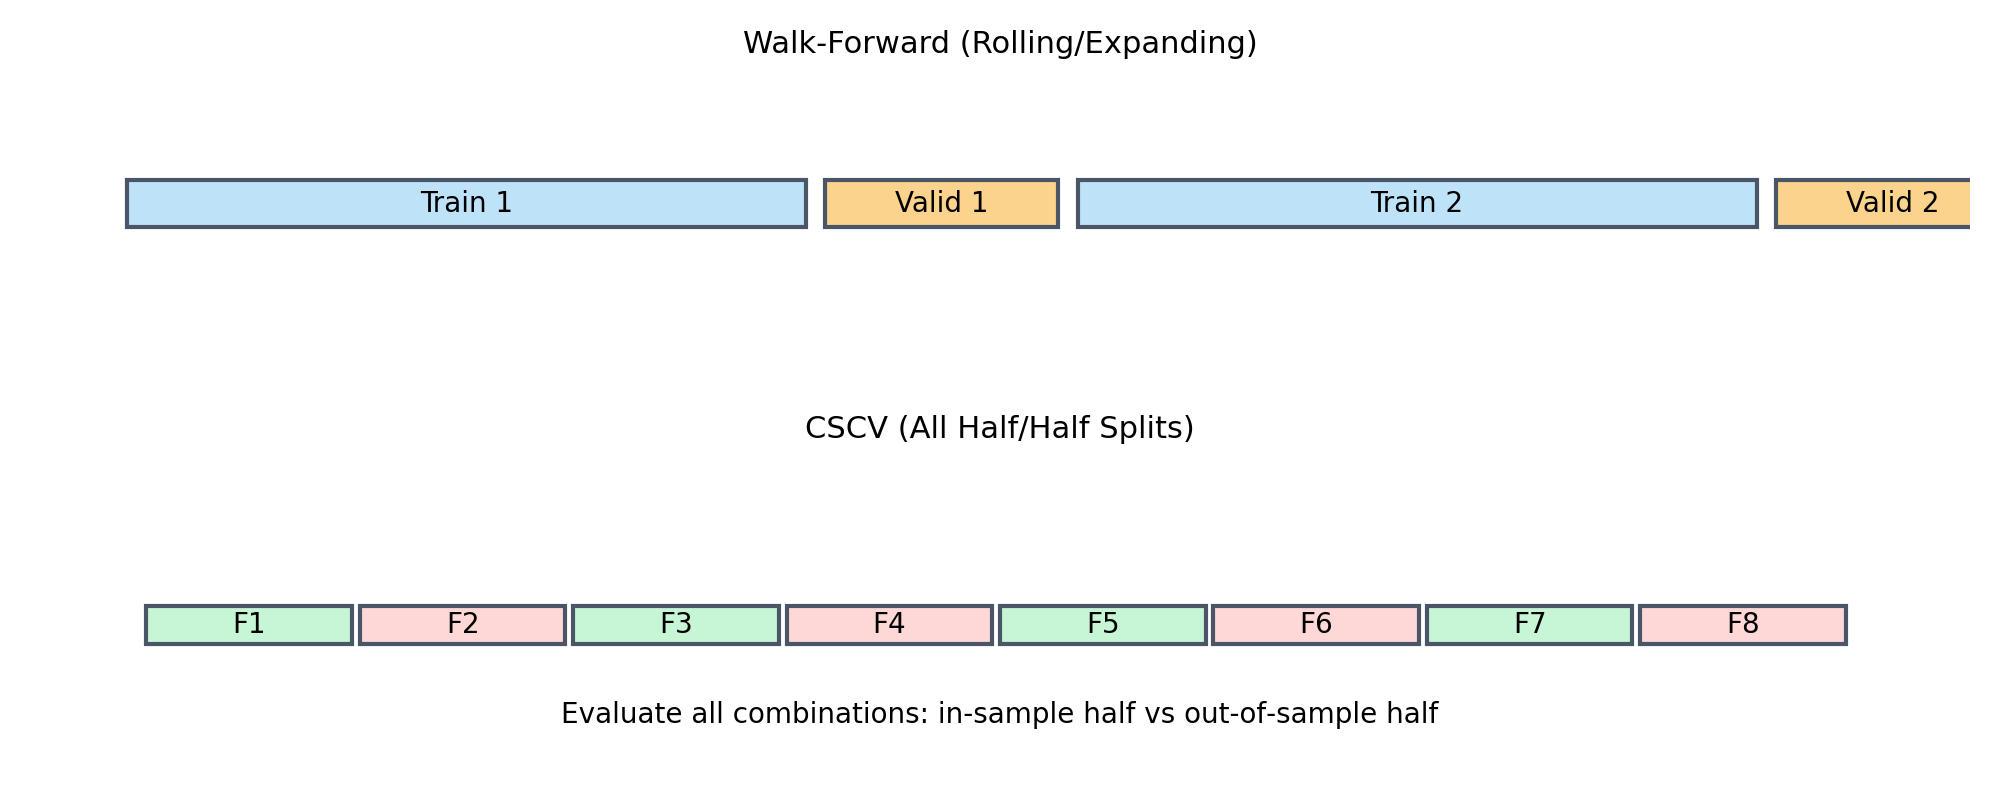 Walk-Forward (Rolling/Expanding)
Train 1 Valid 1 Train 2 Valid 2
CSCV (All Half/Half Splits)
F1 F2 F3 F4 F5 F6 F7 F8
Evaluate all combinations: in-sample half vs out-of-sample half